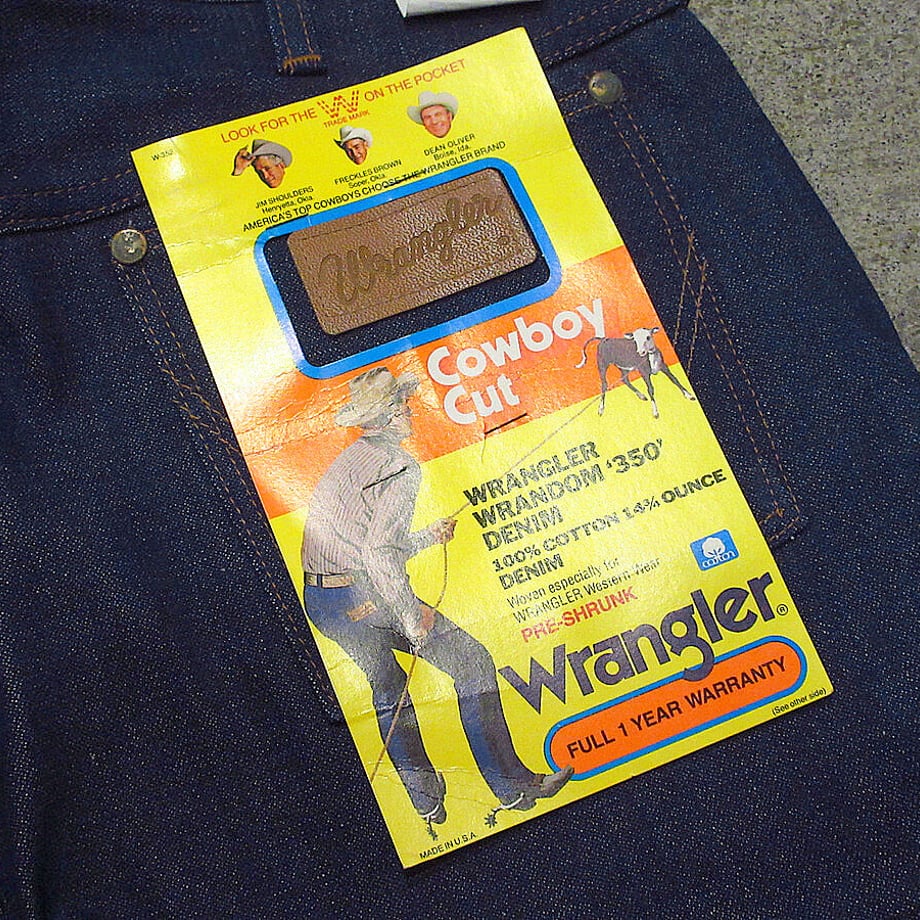 LOOK FOR THE W ON THE POCKET
TRADE MARK
W-352
JIM SHOULDERS
Henryetta, Okla.
FRECKLES BROWN
Soper, Okla.
DEAN OLIVER
Boise, Ida.
AMERICA'S TOP COWBOYS CHOOSE THE WRANGLER BRAND
Wrangler
Cowboy
Cut
WRANGLER
WRANDOM '350'
DENIM
100% COTTON 14¾ OUNCE
DENIM
Woven especially for
WRANGLER Western Wear
PRE-SHRUNK
cotton
Wrangler®
FULL 1 YEAR WARRANTY
(See other side)
MADE IN U.S.A.